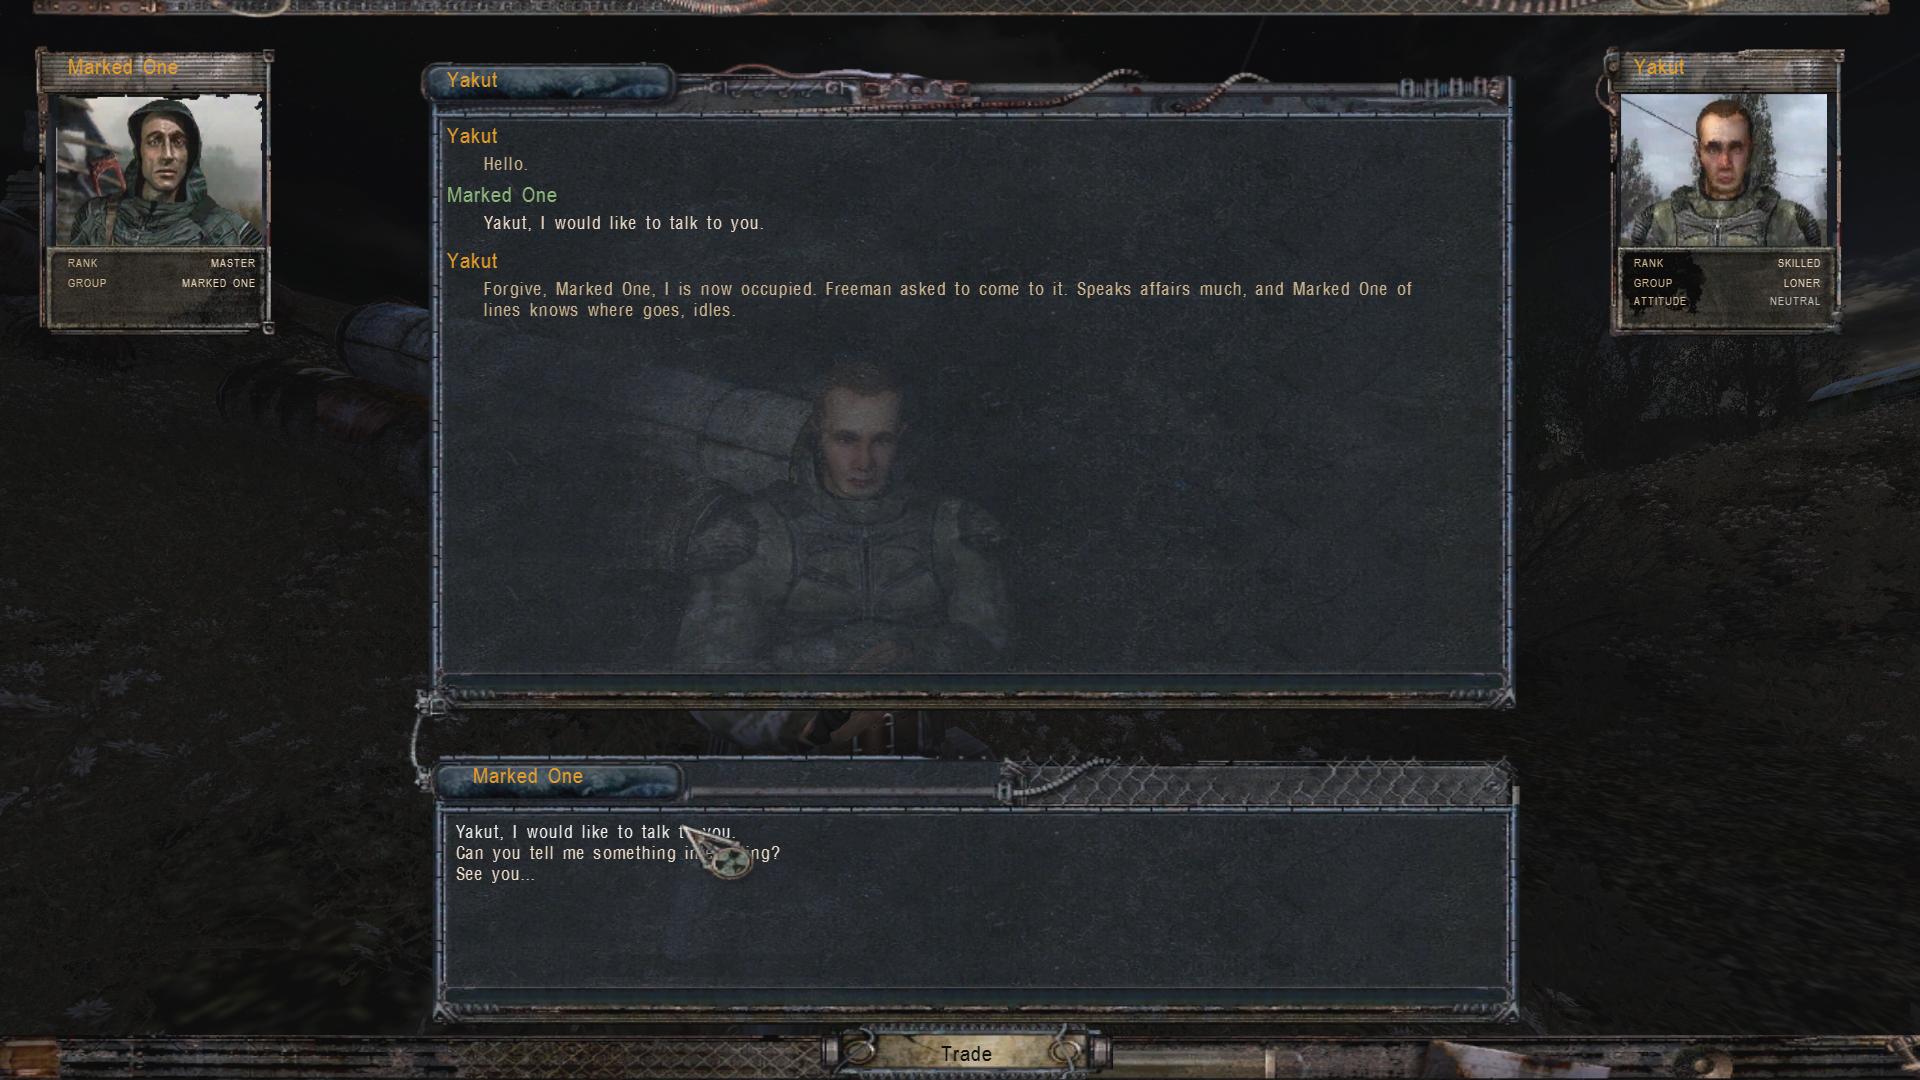 Marked One
RANK MASTER
GROUP MARKED ONE
Yakut
Yakut
Hello.
Marked One
Yakut, I would like to talk to you.
Yakut
Forgive, Marked One, I is now occupied. Freeman asked to come to it. Speaks affairs much, and Marked One of
lines knows where goes, idles.
Yakut
RANK SKILLED
GROUP LONER
ATTITUDE NEUTRAL
Marked One
Yakut, I would like to talk to you.
Can you tell me something
See you...
Trade